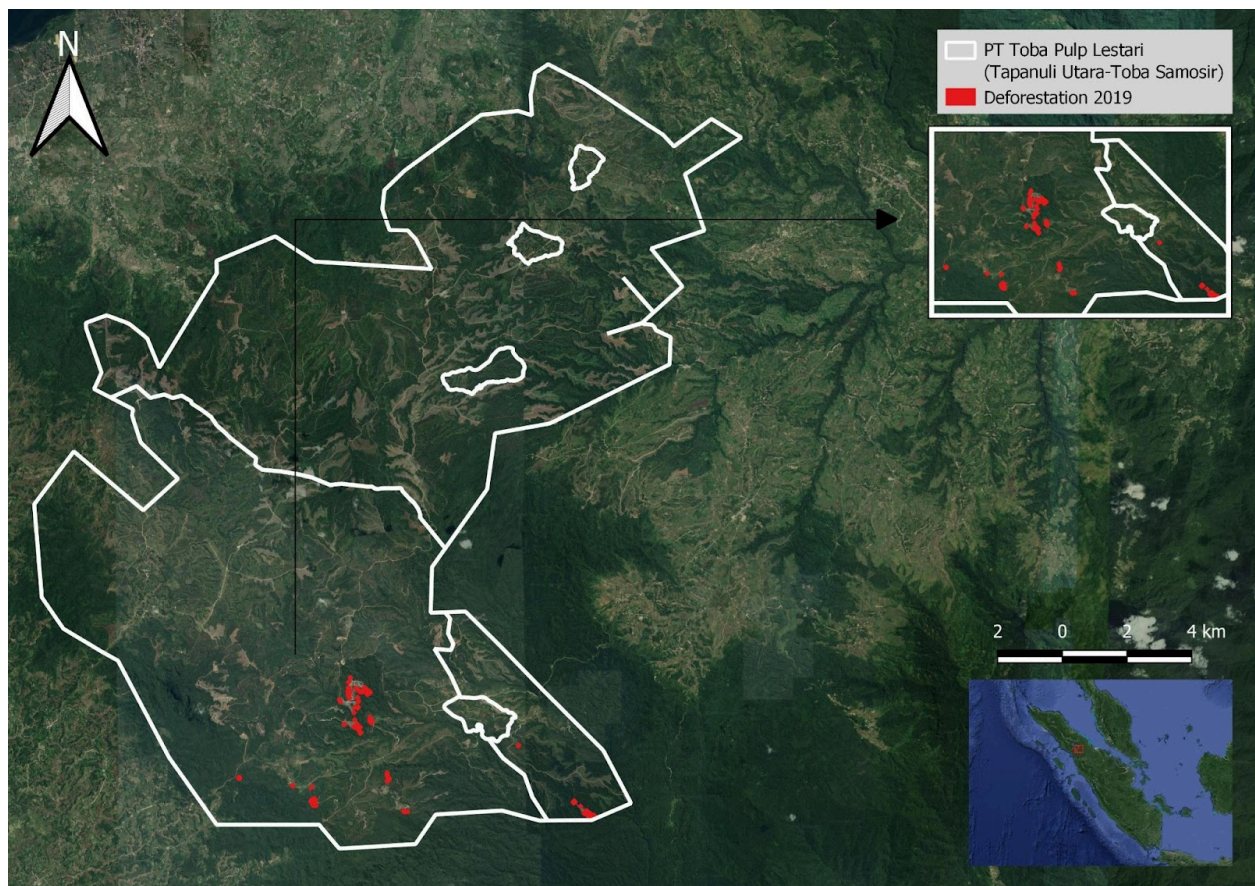 N
PT Toba Pulp Lestari
(Tapanuli Utara-Toba Samosir)
Deforestation 2019
2 0 2 4 km